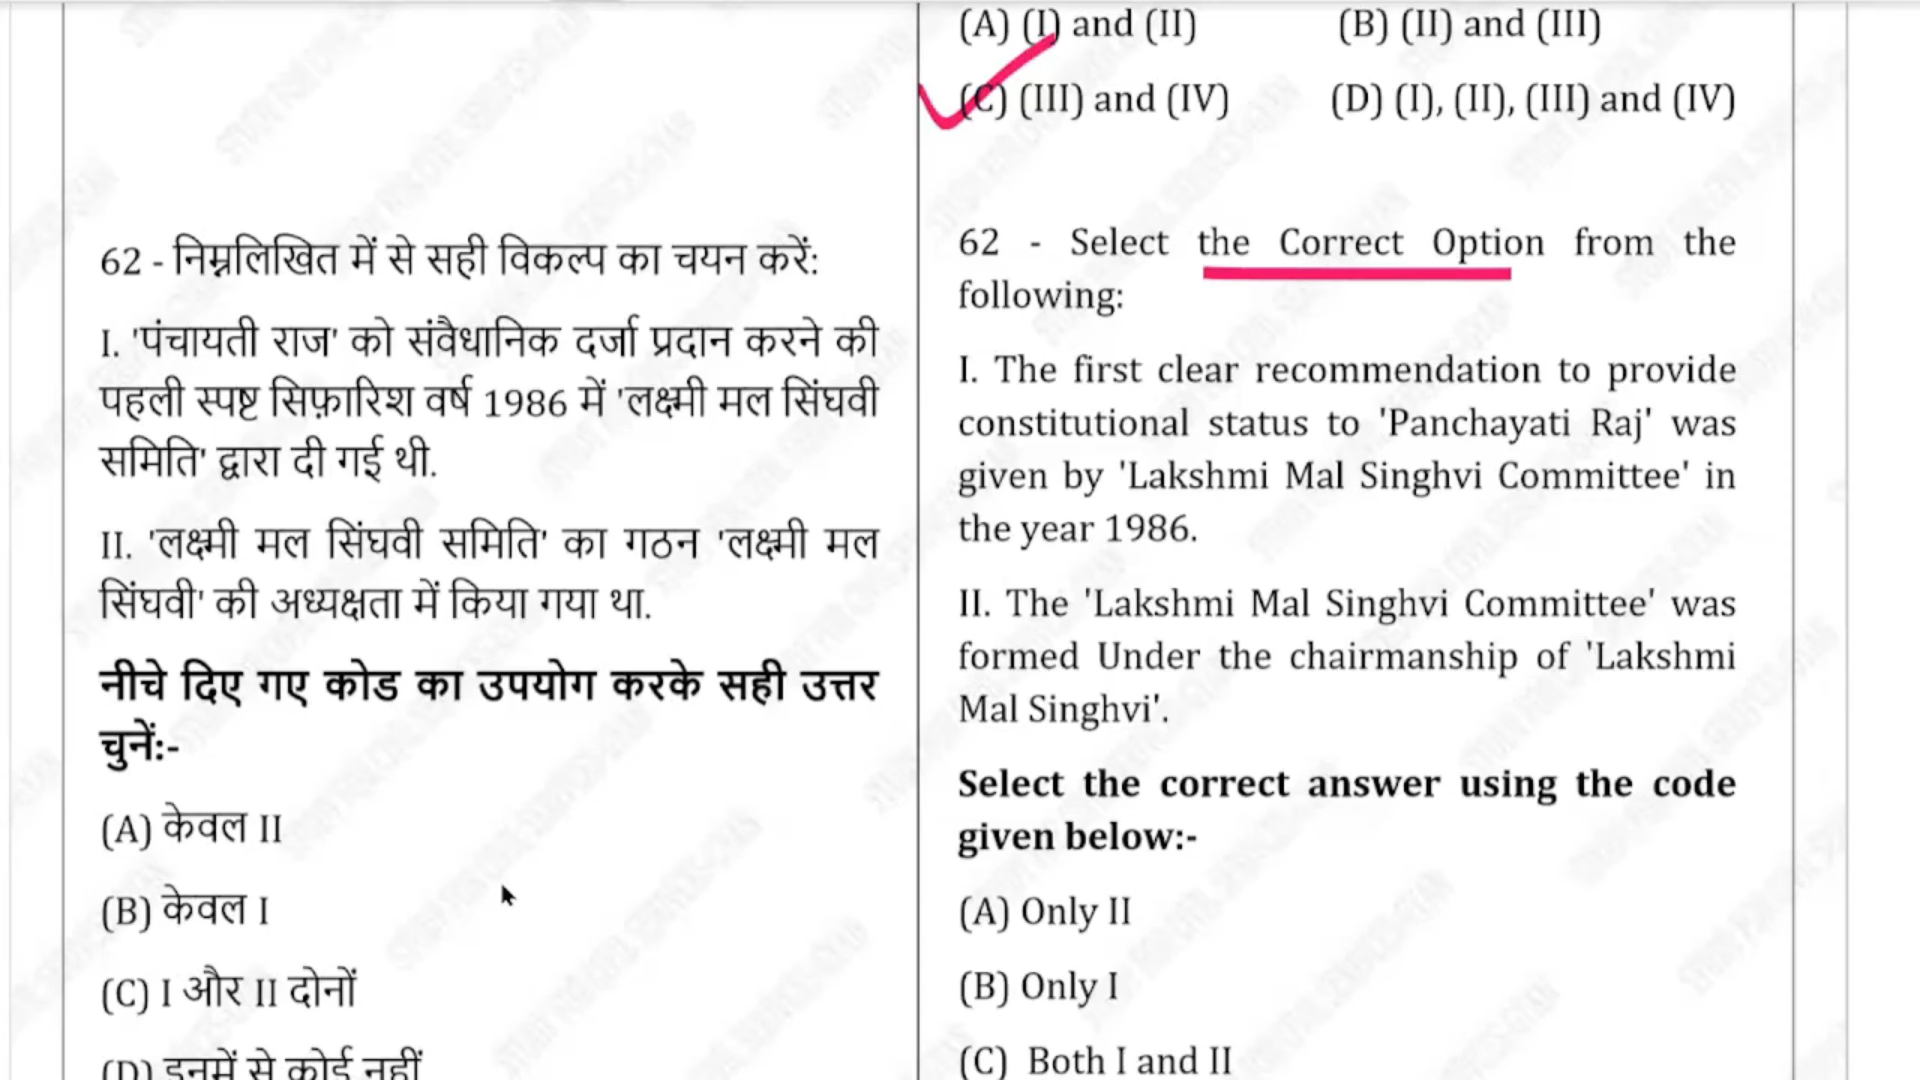 62 - निम्नलिखित में से सही विकल्प का चयन करें:
I. 'पंचायती राज' को संवैधानिक दर्जा प्रदान करने की
पहली स्पष्ट सिफ़ारिश वर्ष 1986 में 'लक्ष्मी मल सिंघवी
समिति' द्वारा दी गई थी.
II. 'लक्ष्मी मल सिंघवी समिति' का गठन 'लक्ष्मी मल
सिंघवी' की अध्यक्षता में किया गया था.
नीचे दिए गए कोड का उपयोग करके सही उत्तर
चुनें:-
(A) केवल II
(B) केवल I
(C) I और II दोनों
(D) इनमें से कोई नहीं
(A) (I) and (II) (B) (II) and (III)
(C) (III) and (IV) (D) (I), (II), (III) and (IV)
62 - Select the Correct Option from the
following:
I. The first clear recommendation to provide
constitutional status to 'Panchayati Raj' was
given by 'Lakshmi Mal Singhvi Committee' in
the year 1986.
II. The 'Lakshmi Mal Singhvi Committee' was
formed Under the chairmanship of 'Lakshmi
Mal Singhvi'.
Select the correct answer using the code
given below:-
(A) Only II
(B) Only I
(C) Both I and II